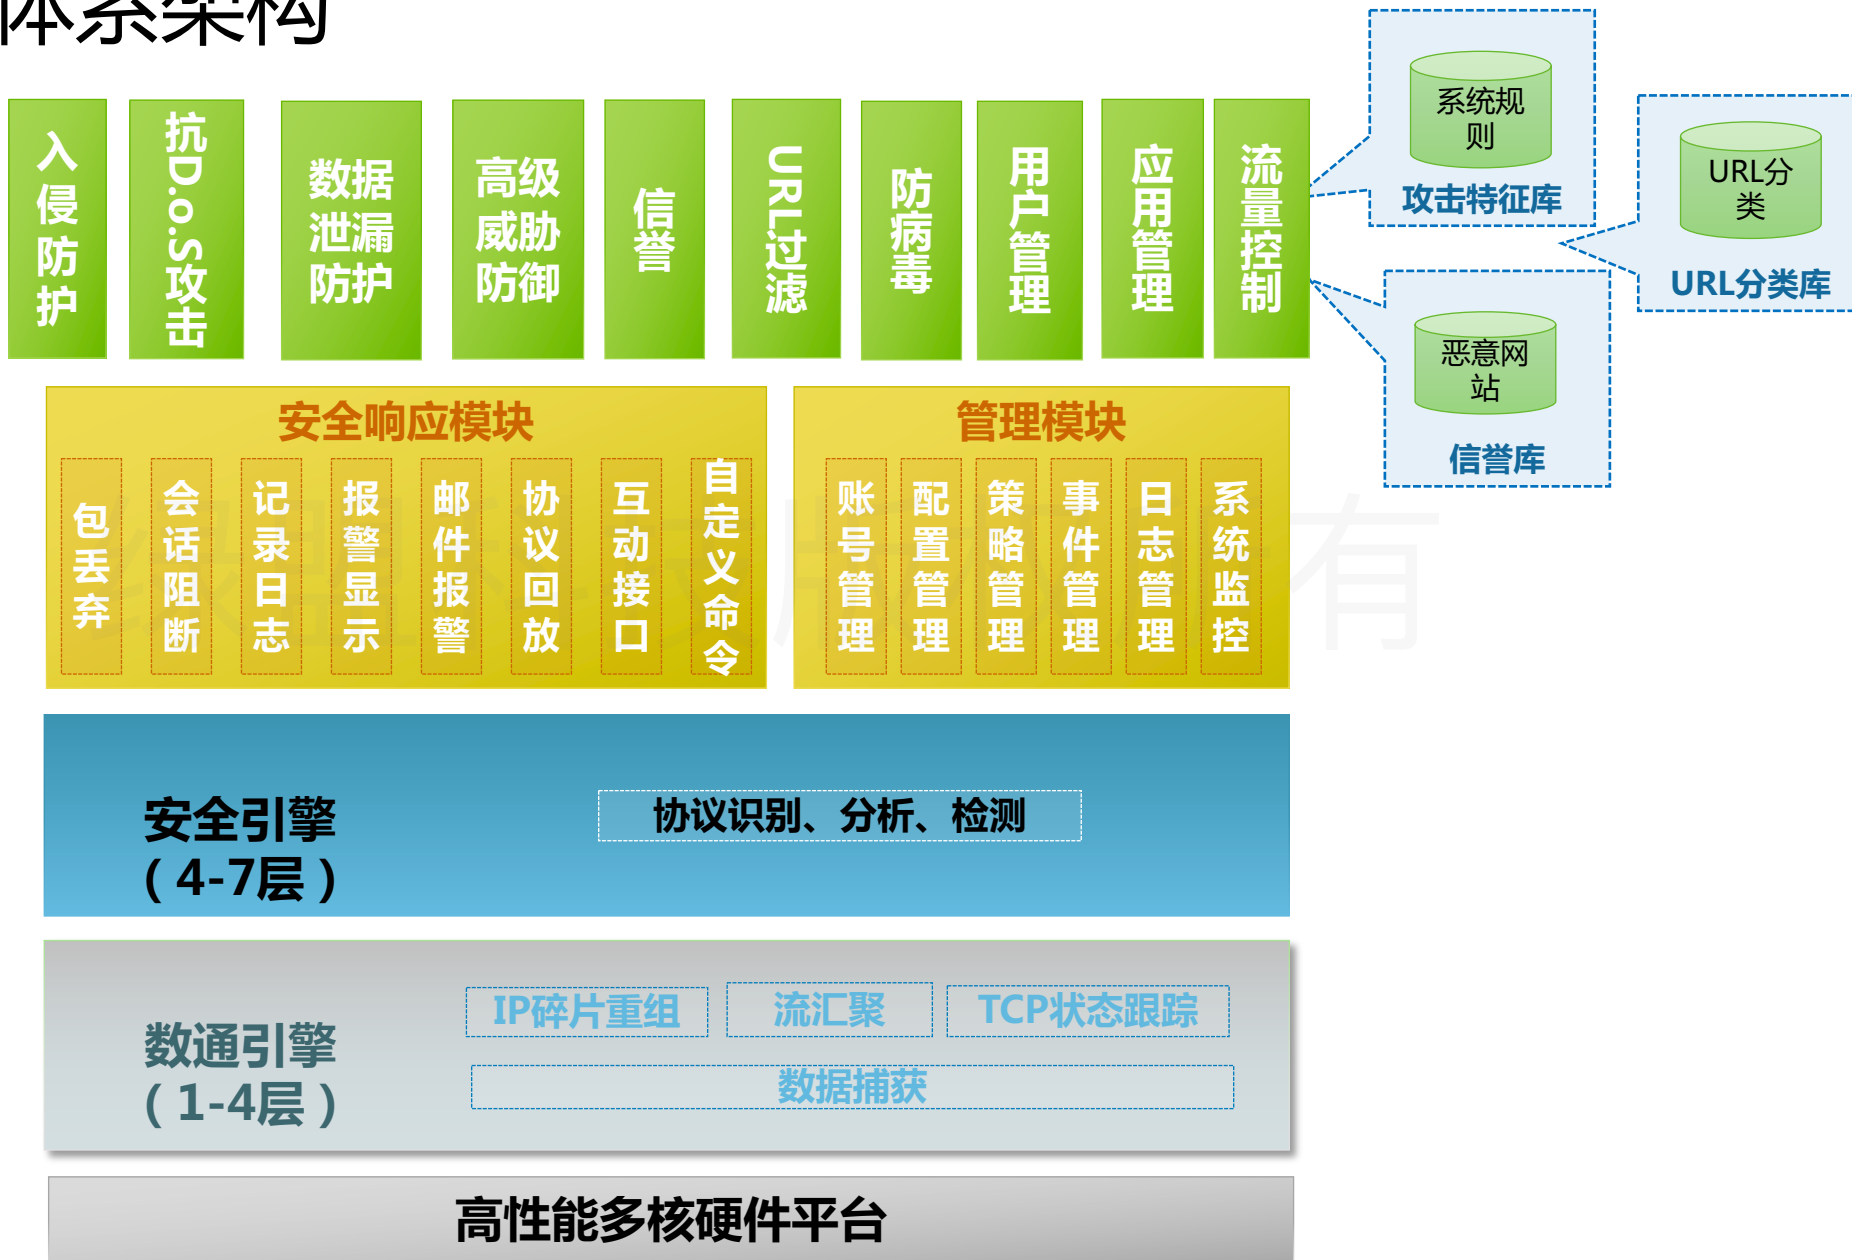 体系架构
入侵防护
抗D.o.S攻击
数据
泄漏
防护
高级
威胁
防御
信誉
URL过滤
防病毒
用户管理
应用管理
流量控制
系统规
则
攻击特征库
URL分
类
URL分类库
恶意网
站
信誉库
安全响应模块
包丢弃
会话阻断
记录日志
报警显示
邮件报警
协议回放
互动接口
自定义命令
管理模块
账号管理
配置管理
策略管理
事件管理
日志管理
系统监控
绿盟科技版权所有
安全引擎
（4-7层）
协议识别、分析、检测
数通引擎
（1-4层）
IP碎片重组
流汇聚
TCP状态跟踪
数据捕获
高性能多核硬件平台